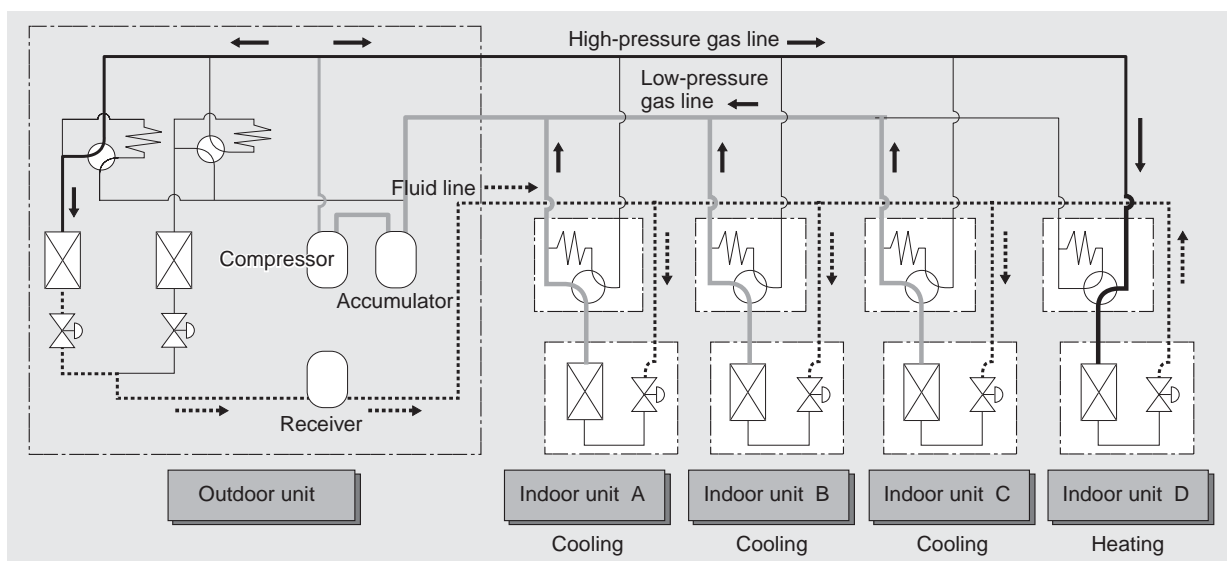 High-pressure gas line
Low-pressure
gas line
Fluid line
Compressor
Accumulator
Receiver
Outdoor unit
Indoor unit A
Indoor unit B
Indoor unit C
Indoor unit D
Cooling
Cooling
Cooling
Heating